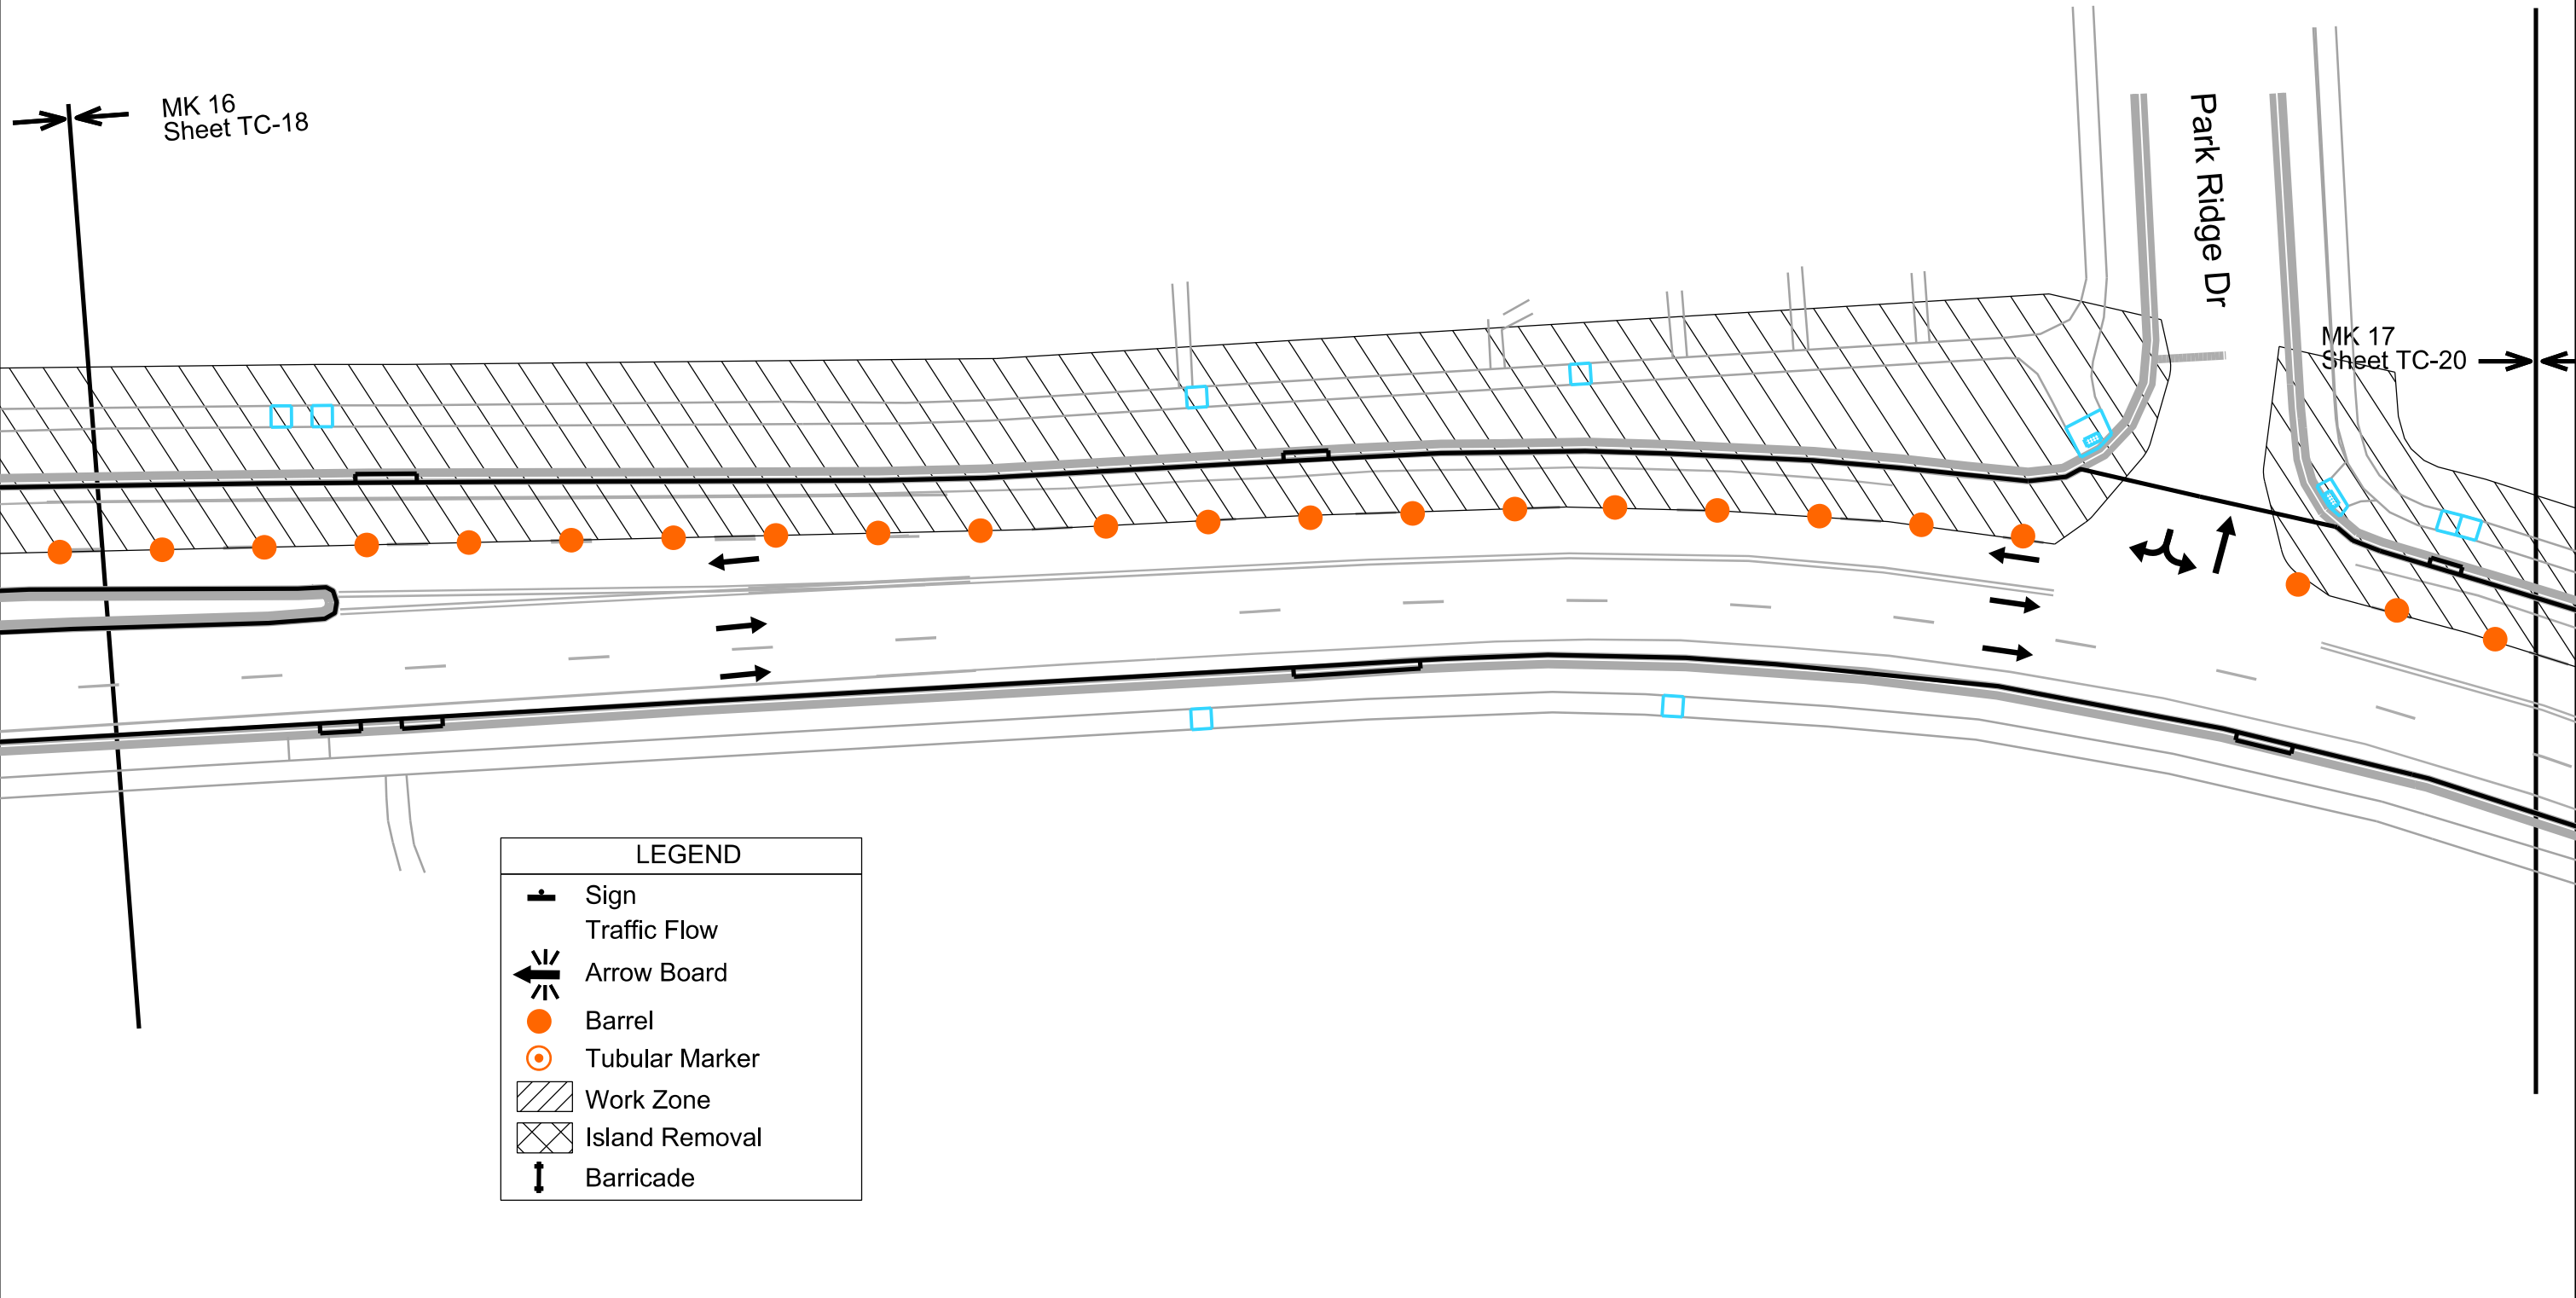 MK 16
Sheet TC-18
Park Ridge Dr
MK 17
Sheet TC-20
LEGEND
Sign
Traffic Flow
Arrow Board
Barrel
Tubular Marker
Work Zone
Island Removal
Barricade